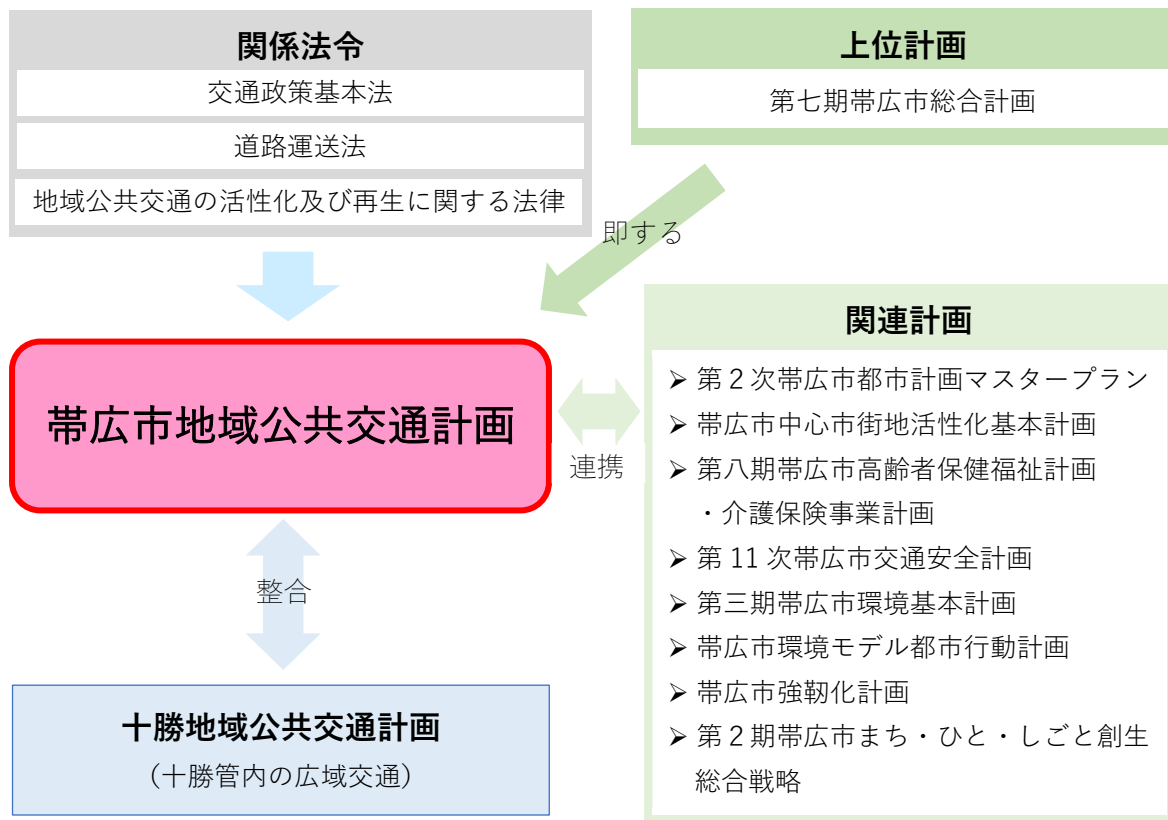 関係法令
交通政策基本法
道路運送法
地域公共交通の活性化及び再生に関する法律
上位計画
第七期帯広市総合計画
即する
帯広市地域公共交通計画
連携
関連計画
➢ 第２次帯広市都市計画マスタープラン
➢ 帯広市中心市街地活性化基本計画
➢ 第八期帯広市高齢者保健福祉計画
・介護保険事業計画
➢ 第 11 次帯広市交通安全計画
➢ 第三期帯広市環境基本計画
➢ 帯広市環境モデル都市行動計画
➢ 帯広市強靭化計画
➢ 第２期帯広市まち・ひと・しごと創生
総合戦略
整合
十勝地域公共交通計画
（十勝管内の広域交通）